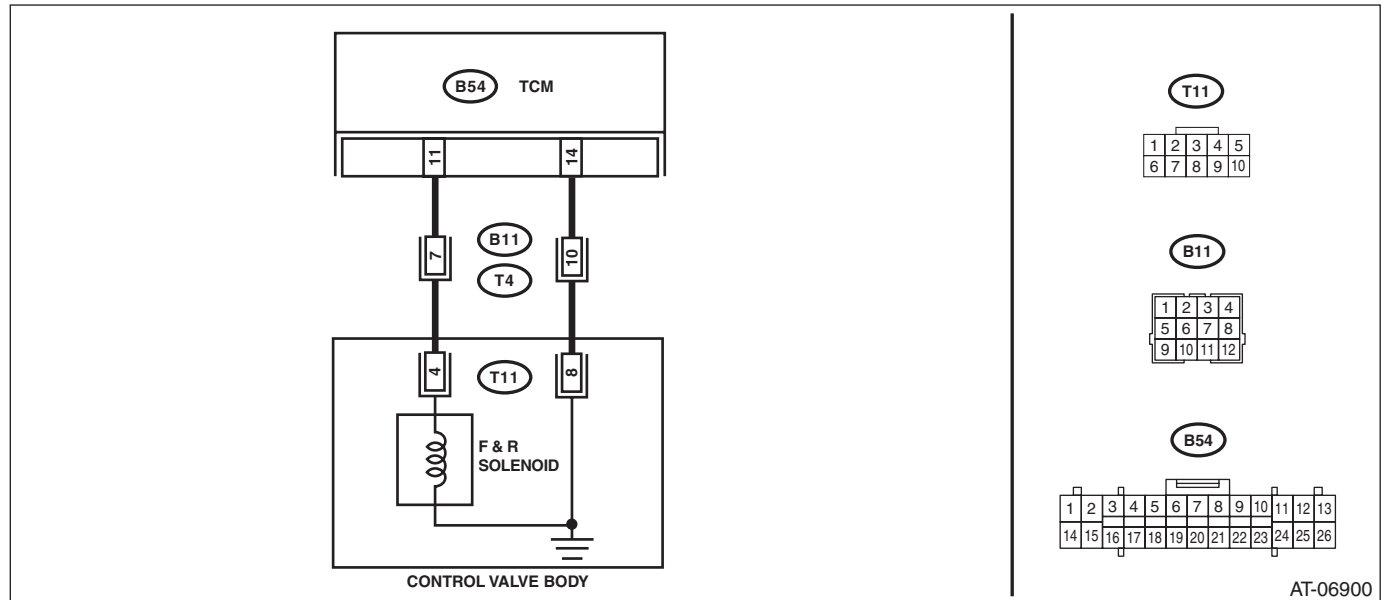 B54 TCM
11 14
B11
7 10
T4
4 T11 8
F & R
SOLENOID
CONTROL VALVE BODY
T11
1 2 3 4 5
6 7 8 9 10
B11
1 2 3 4
5 6 7 8
9 10 11 12
B54
1 2 3 4 5 6 7 8 9 10 11 12 13
14 15 16 17 18 19 20 21 22 23 24 25 26
AT-06900